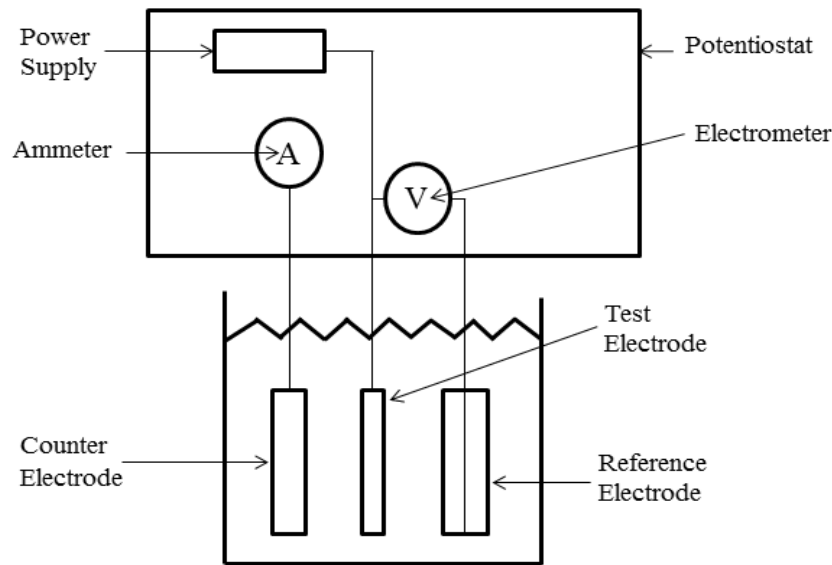 Power
Supply
Potentiostat
Ammeter
A
Electrometer
V
Test
Electrode
Counter
Electrode
Reference
Electrode